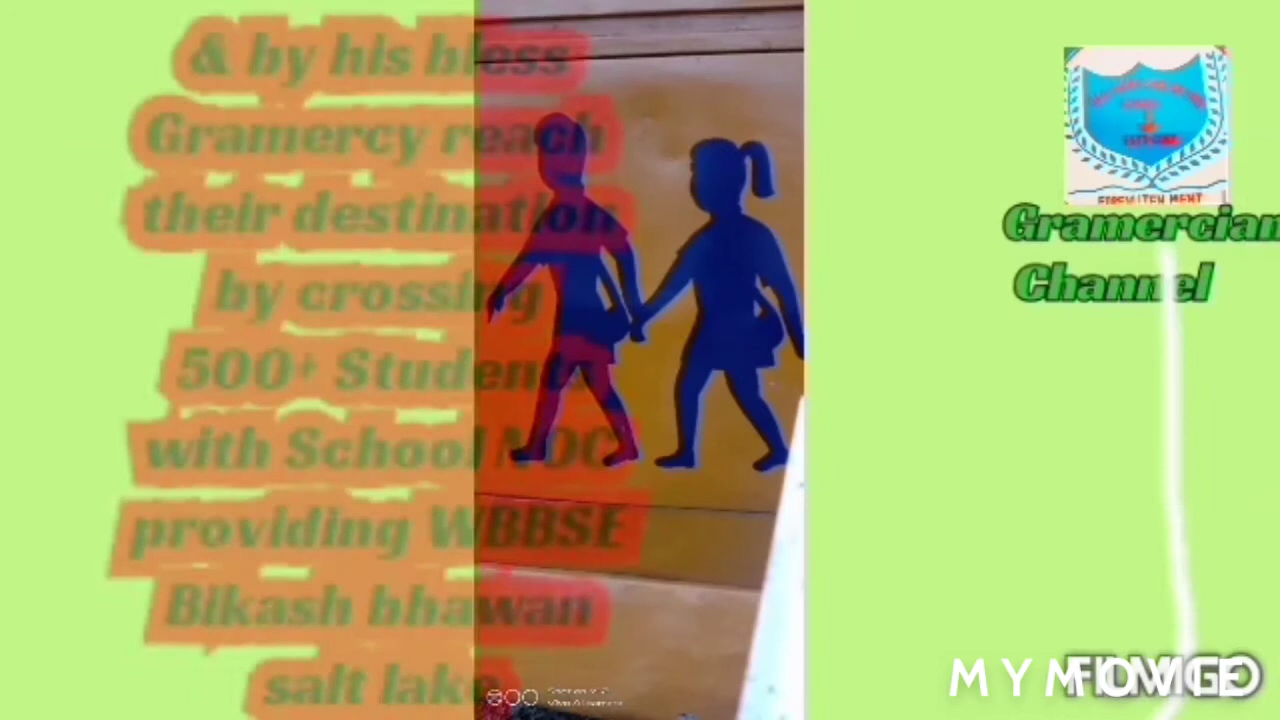 & by his bless
Gramercy reach
their destination
by crossing
500+ Students
with School NOC
providing WBBSE
Bikash bhawan
salt lake
Gramercian
Channel
MY MOVIE
FILMIGO